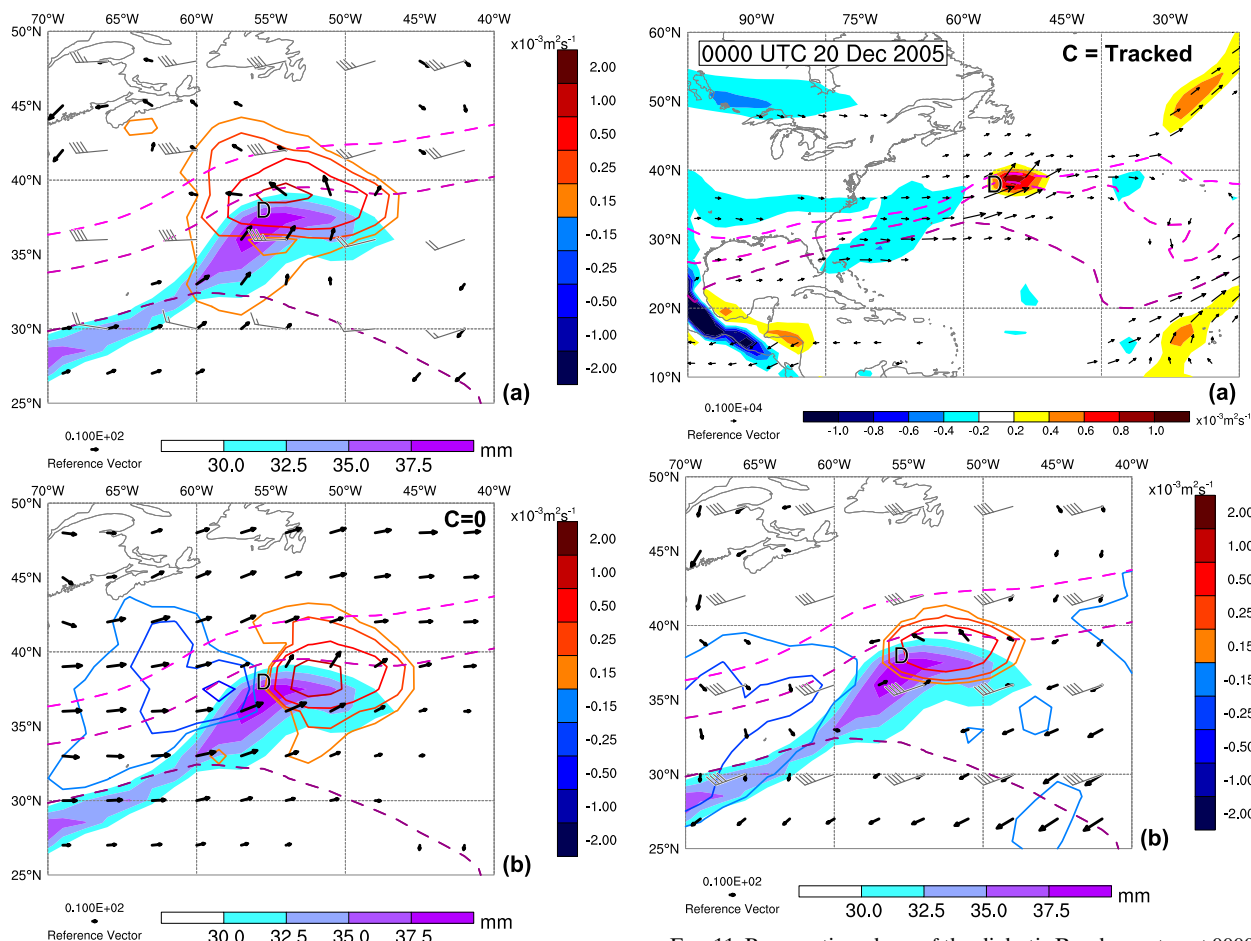 70°W 65°W 60°W 55°W 50°W 45°W 40°W
50°N
45°N
40°N
35°N
30°N
25°N
D
(a)
x10⁻³m²s⁻¹
2.00
1.00
0.50
0.25
0.15
-0.15
-0.25
-0.50
-1.00
-2.00
0.100E+02
Reference Vector
30.0 32.5 35.0 37.5 mm
70°W 65°W 60°W 55°W 50°W 45°W 40°W
50°N
45°N
40°N
35°N
30°N
25°N
C=0
D
(b)
x10⁻³m²s⁻¹
2.00
1.00
0.50
0.25
0.15
-0.15
-0.25
-0.50
-1.00
-2.00
0.100E+02
Reference Vector
30.0 32.5 35.0 37.5 mm
90°W 75°W 60°W 45°W 30°W
60°N
50°N
40°N
30°N
20°N
10°N
0000 UTC 20 Dec 2005
C = Tracked
D
(a)
0.100E+04
Reference Vector
-1.0 -0.8 -0.6 -0.4 -0.2 0.2 0.4 0.6 0.8 1.0 x10⁻³m²s⁻¹
70°W 65°W 60°W 55°W 50°W 45°W 40°W
50°N
45°N
40°N
35°N
30°N
25°N
D
(b)
x10⁻³m²s⁻¹
2.00
1.00
0.50
0.25
0.15
-0.15
-0.25
-0.50
-1.00
-2.00
0.100E+02
Reference Vector
30.0 32.5 35.0 37.5 mm